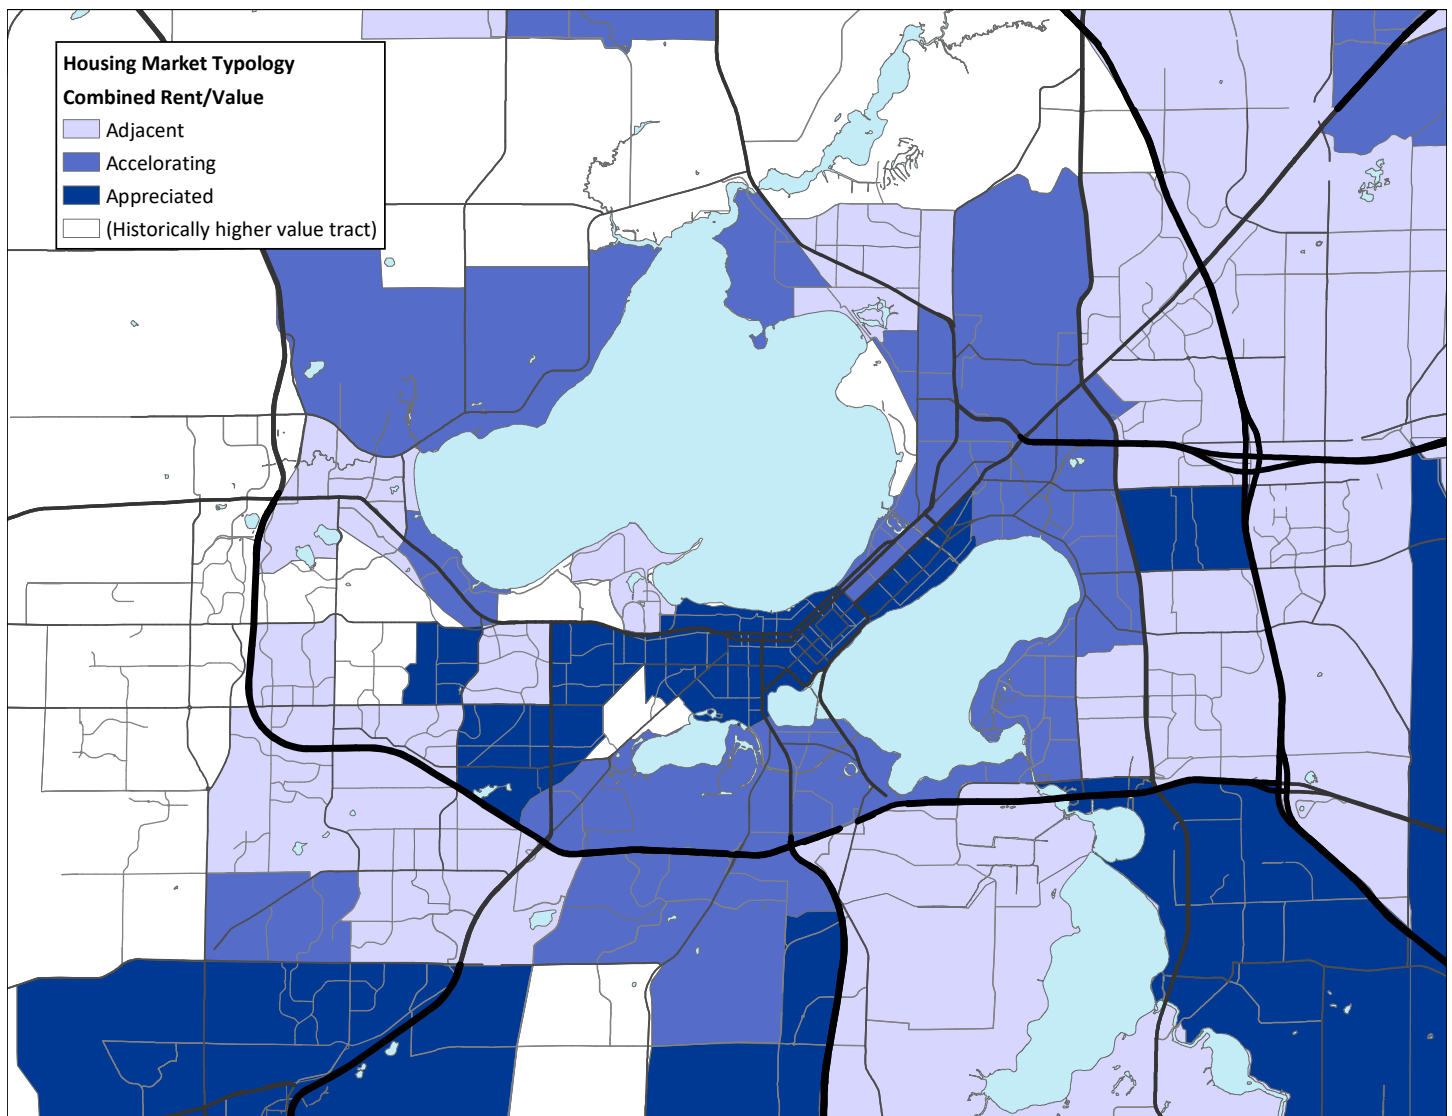 Housing Market Typology
Combined Rent/Value
Adjacent
Accelorating
Appreciated
(Historically higher value tract)